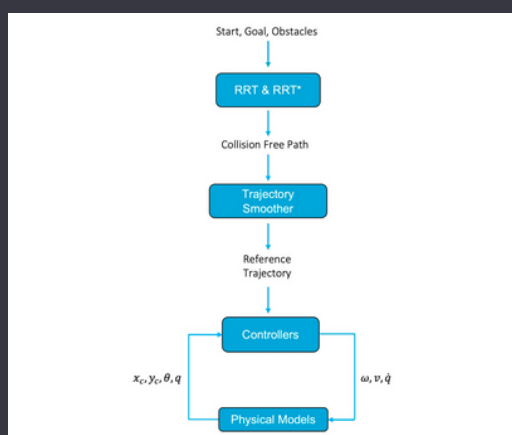 Start, Goal, Obstacles
RRT & RRT*
Collision Free Path
Trajectory
Smoother
Reference
Trajectory
Controllers
x_c, y_c, θ, q
ω, v, q̇
Physical Models